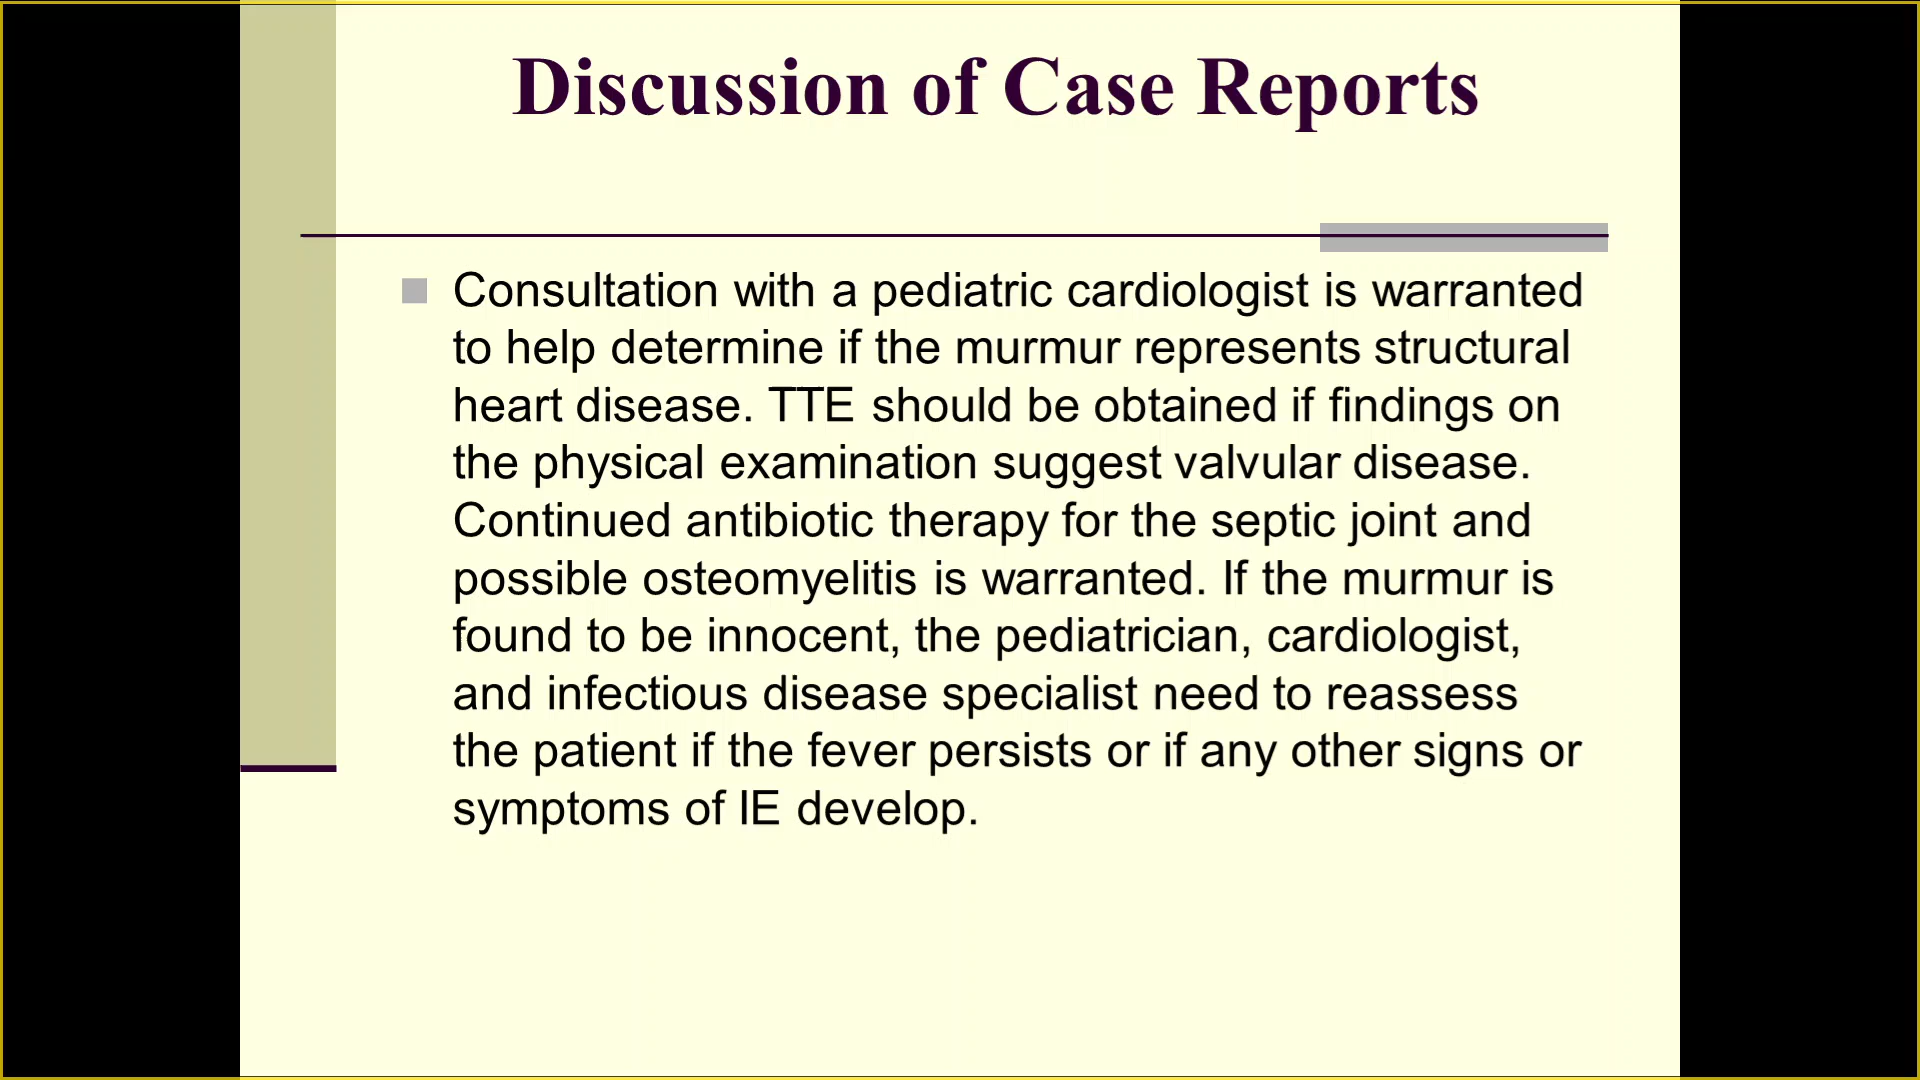 Discussion of Case Reports
Consultation with a pediatric cardiologist is warranted
to help determine if the murmur represents structural
heart disease. TTE should be obtained if findings on
the physical examination suggest valvular disease.
Continued antibiotic therapy for the septic joint and
possible osteomyelitis is warranted. If the murmur is
found to be innocent, the pediatrician, cardiologist,
and infectious disease specialist need to reassess
the patient if the fever persists or if any other signs or
symptoms of IE develop.